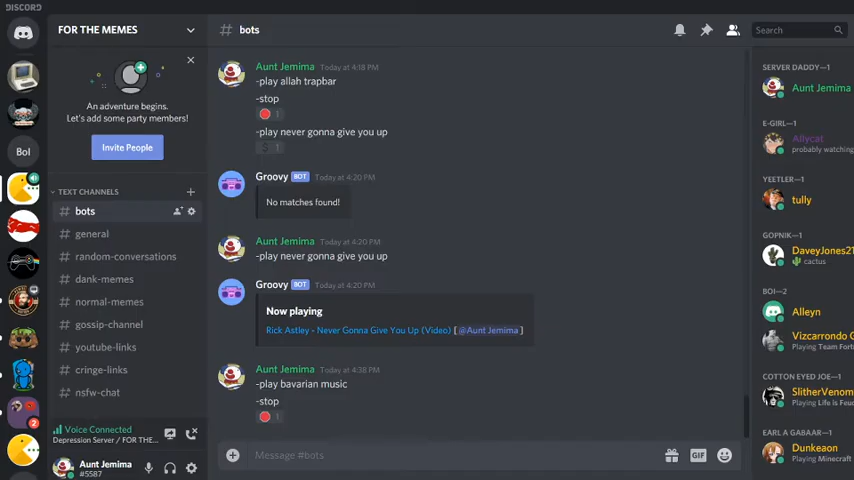 DISCORD
FOR THE MEMES
# bots
Search
Aunt Jemima Today at 4:18 PM
-play allah trapbar
-stop
1
-play never gonna give you up
1
An adventure begins.
Let's add some party members!
Invite People
Groovy BOT Today at 4:20 PM
No matches found!
Aunt Jemima Today at 4:20 PM
-play never gonna give you up
Groovy BOT Today at 4:20 PM
Now playing
Rick Astley - Never Gonna Give You Up (Video) [@Aunt Jemima]
Aunt Jemima Today at 4:38 PM
-play bavarian music
-stop
1
Bol
TEXT CHANNELS
# bots
# general
# random-conversations
# dank-memes
# normal-memes
# gossip-channel
# youtube-links
# cringe-links
# nsfw-chat
2
Voice Connected
Depression Server / FOR THE...
Aunt Jemima
#5587
Message #bots
GIF
SERVER DADDY—1
Aunt Jemima
E-GIRL—1
Allycat
probably watching
YEETLER—1
tully
GOPNIK—1
DaveyJones21
cactus
BOI—2
Alleyn
Vizcarrondo G
Playing Team Fort
COTTON EYED JOE—1
SlitherVenom
Playing Life is Feud
EARL A GABAAR—1
Dunkeaon
Playing Minecraft